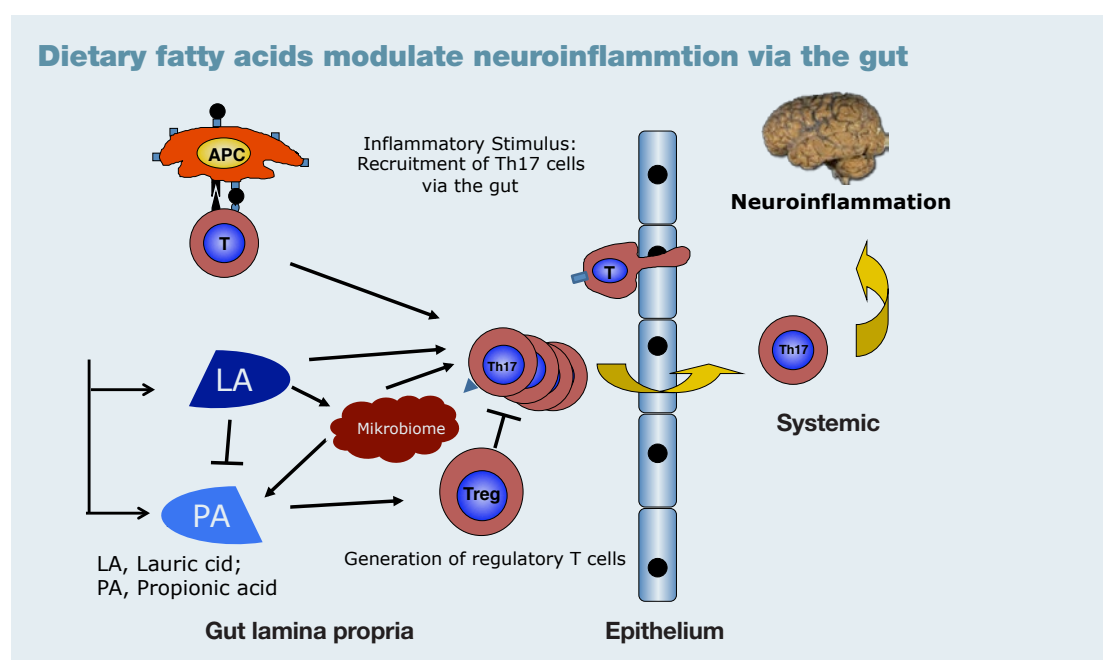 Dietary fatty acids modulate neuroinflammtion via the gut
APC
T
Inflammatory Stimulus:
Recruitment of Th17 cells
via the gut
Neuroinflammation
T
LA
Th17
Th17
Mikrobiome
Systemic
PA
Treg
Generation of regulatory T cells
LA, Lauric cid;
PA, Propionic acid
Gut lamina propria
Epithelium